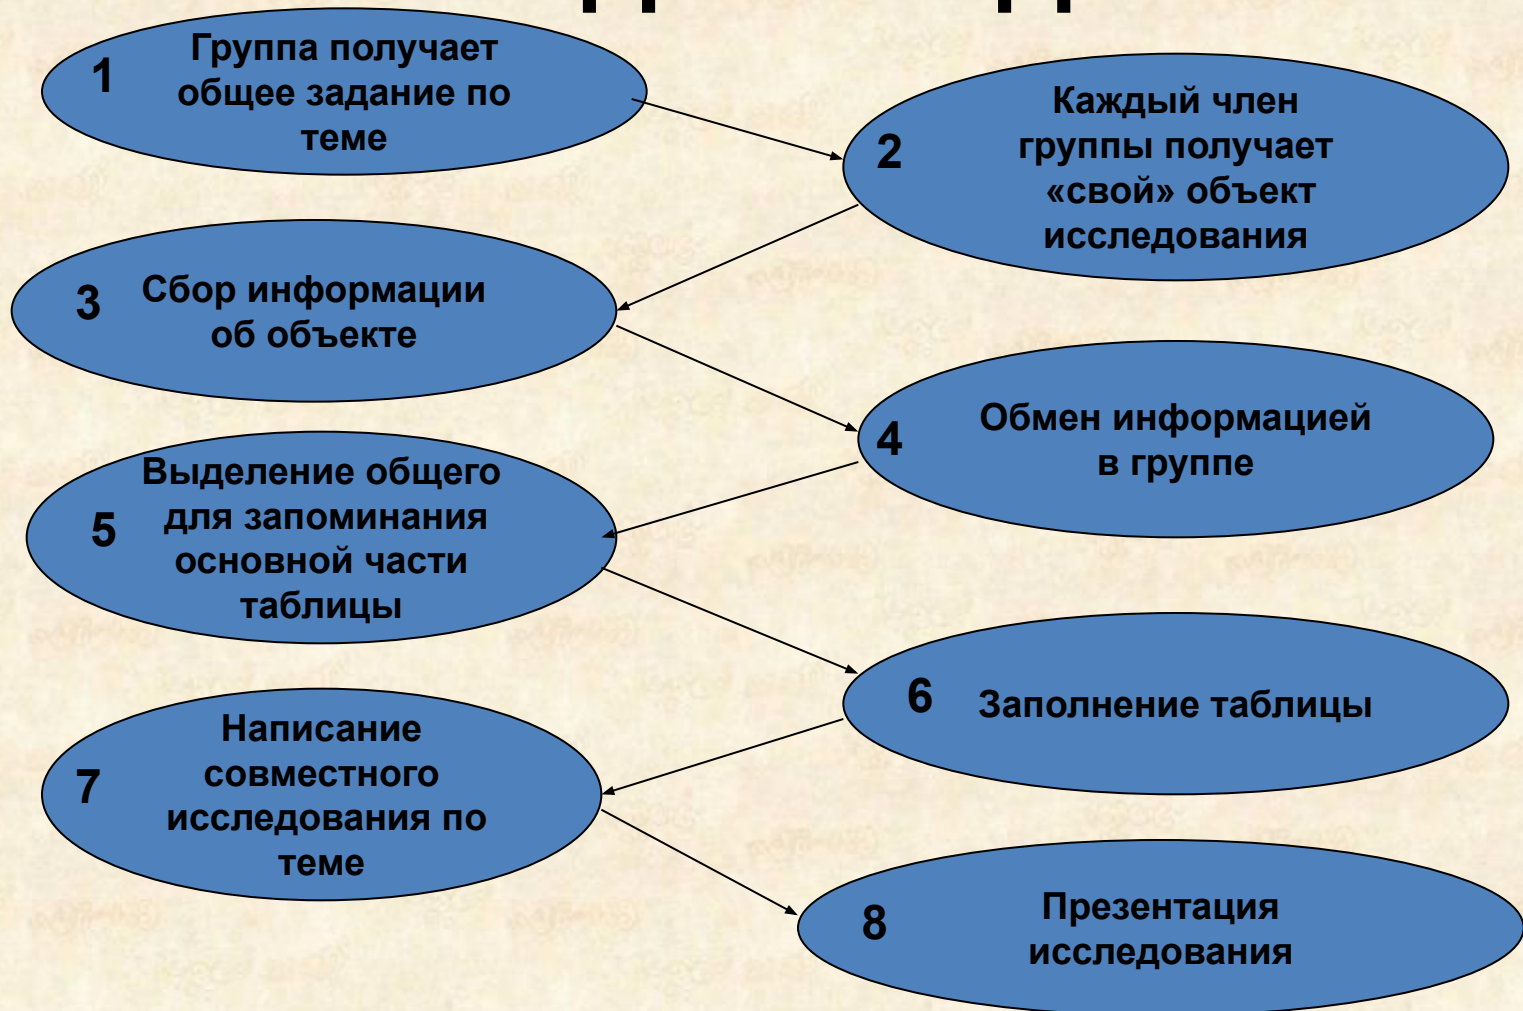 1
Группа получает
общее задание по
теме
2
Каждый член
группы получает
«свой» объект
исследования
3
Сбор информации
об объекте
4
Обмен информацией
в группе
5
Выделение общего
для запоминания
основной части
таблицы
6
Заполнение таблицы
7
Написание
совместного
исследования по
теме
8
Презентация
исследования